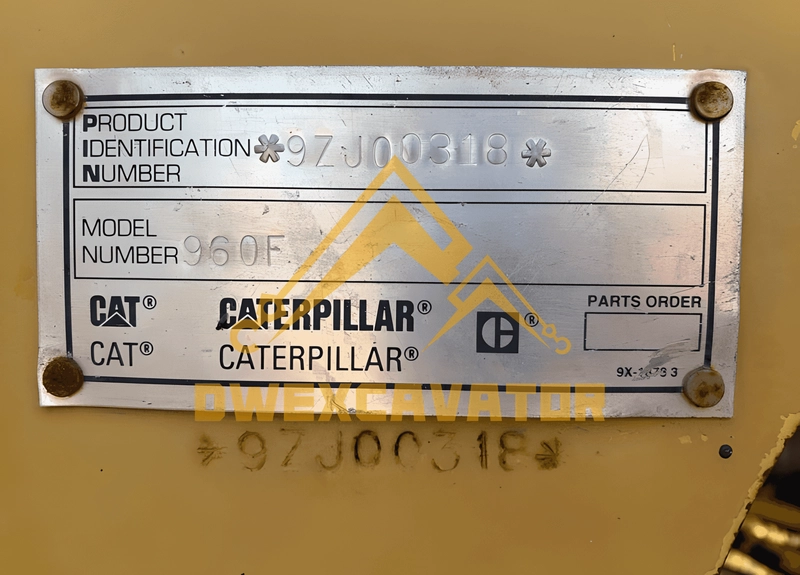 PRODUCT
IDENTIFICATION
NUMBER
*9ZJ00318*
MODEL
NUMBER
960F
CAT®
CATERPILLAR®
CAT®
CATERPILLAR®
PARTS ORDER
DWEXCAVATOR
*9ZJ00318*